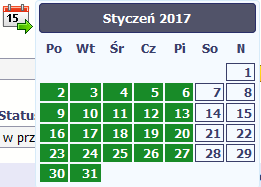 15
Styczeń 2017
Po Wt Śr Cz Pi So N
1
2 3 4 5 6 7 8
9 10 11 12 13 14 15
Status
16 17 18 19 20 21 22
w prz
23 24 25 26 27 28 29
30 31